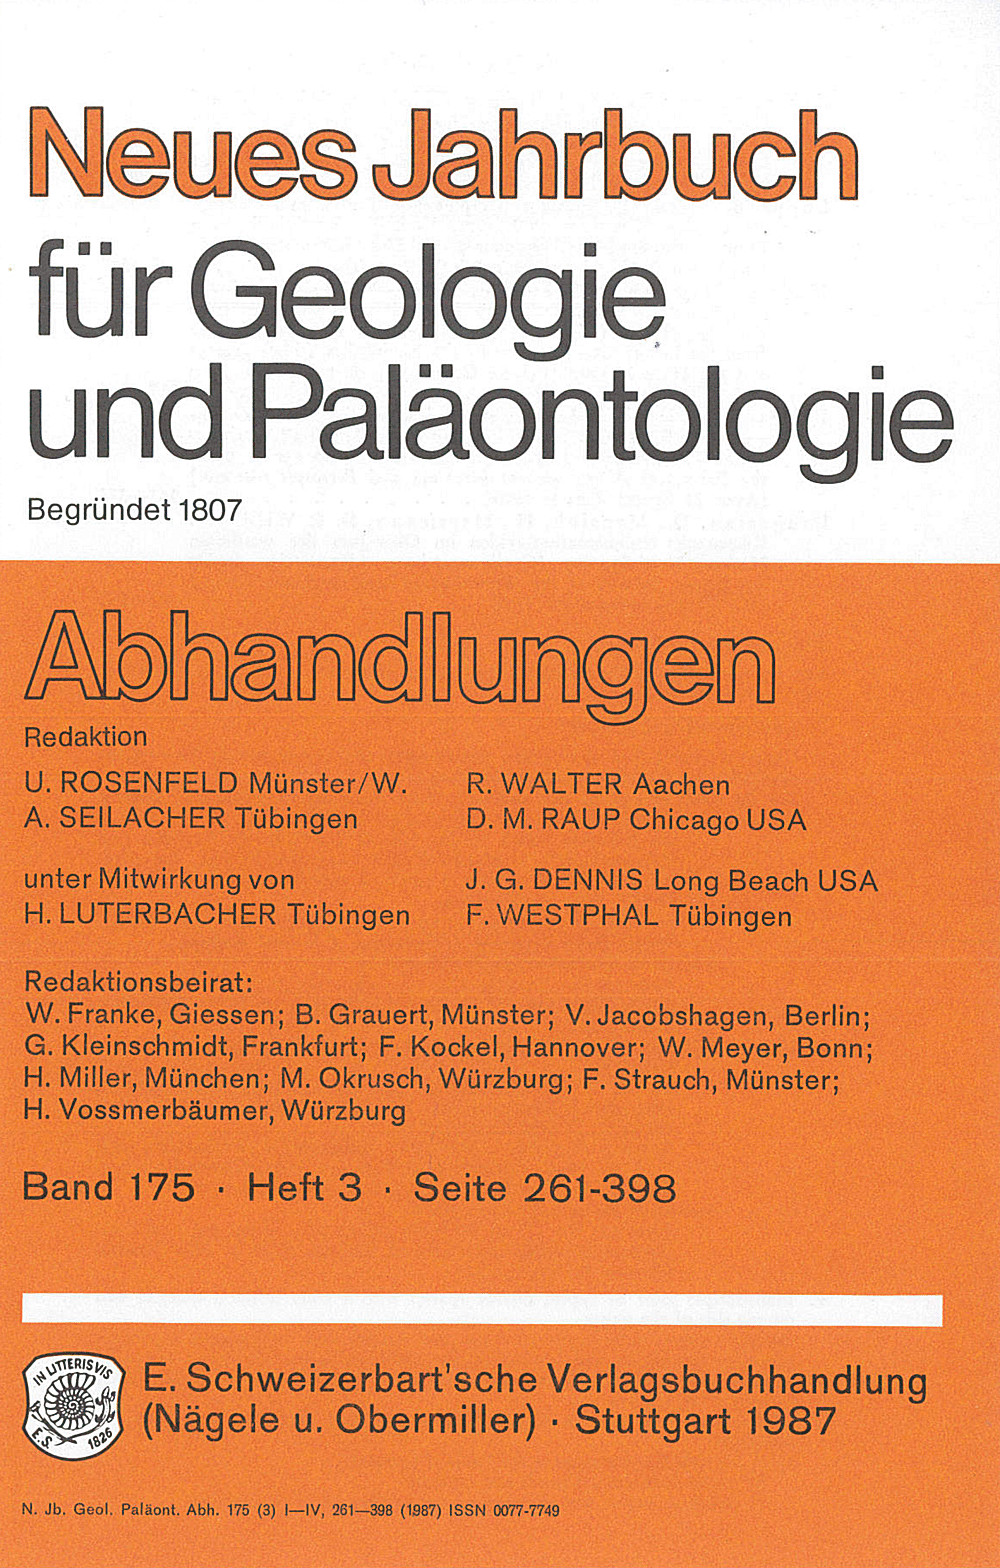 Neues Jahrbuch
für Geologie
und Paläontologie
Begründet 1807
Abhandlungen
Redaktion
U. ROSENFELD Münster/W.
A. SEILACHER Tübingen
R. WALTER Aachen
D. M. RAUP Chicago USA
unter Mitwirkung von
H. LUTERBACHER Tübingen
J. G. DENNIS Long Beach USA
F. WESTPHAL Tübingen
Redaktionsbeirat:
W. Franke, Giessen; B. Grauert, Münster; V. Jacobshagen, Berlin;
G. Kleinschmidt, Frankfurt; F. Kockel, Hannover; W. Meyer, Bonn;
H. Miller, München; M. Okrusch, Würzburg; F. Strauch, Münster;
H. Vossmerbäumer, Würzburg
Band 175 · Heft 3 · Seite 261-398
IN LITTERIS VIS
E.S. 1826
E. Schweizerbart'sche Verlagsbuchhandlung
(Nägele u. Obermiller) · Stuttgart 1987
N. Jb. Geol. Paläont. Abh. 175 (3) I—IV, 261—398 (1987) ISSN 0077-7749